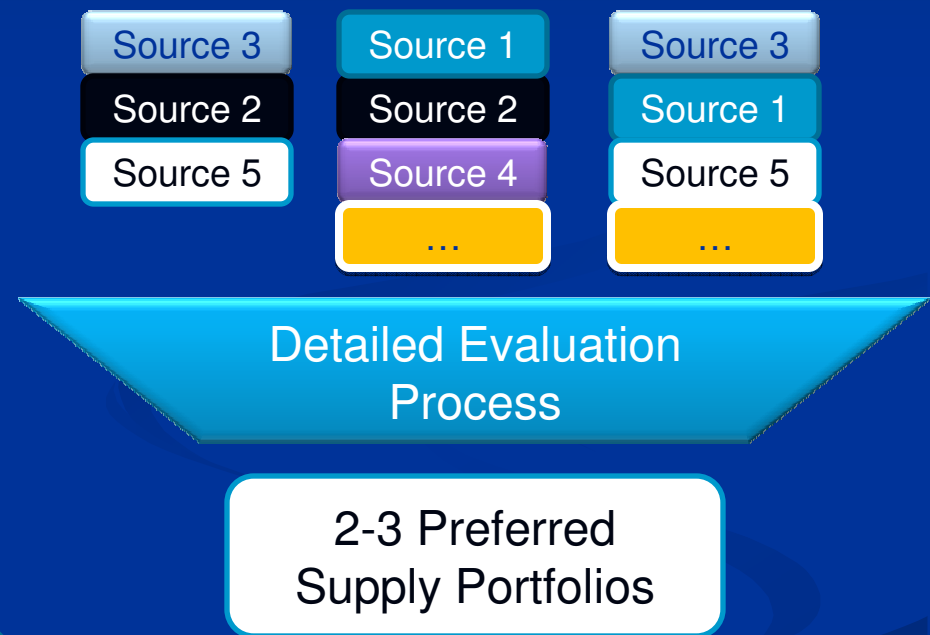 Source 3
Source 2
Source 5
Source 1
Source 2
Source 4
...
Source 3
Source 1
Source 5
...
Detailed Evaluation
Process
2-3 Preferred
Supply Portfolios